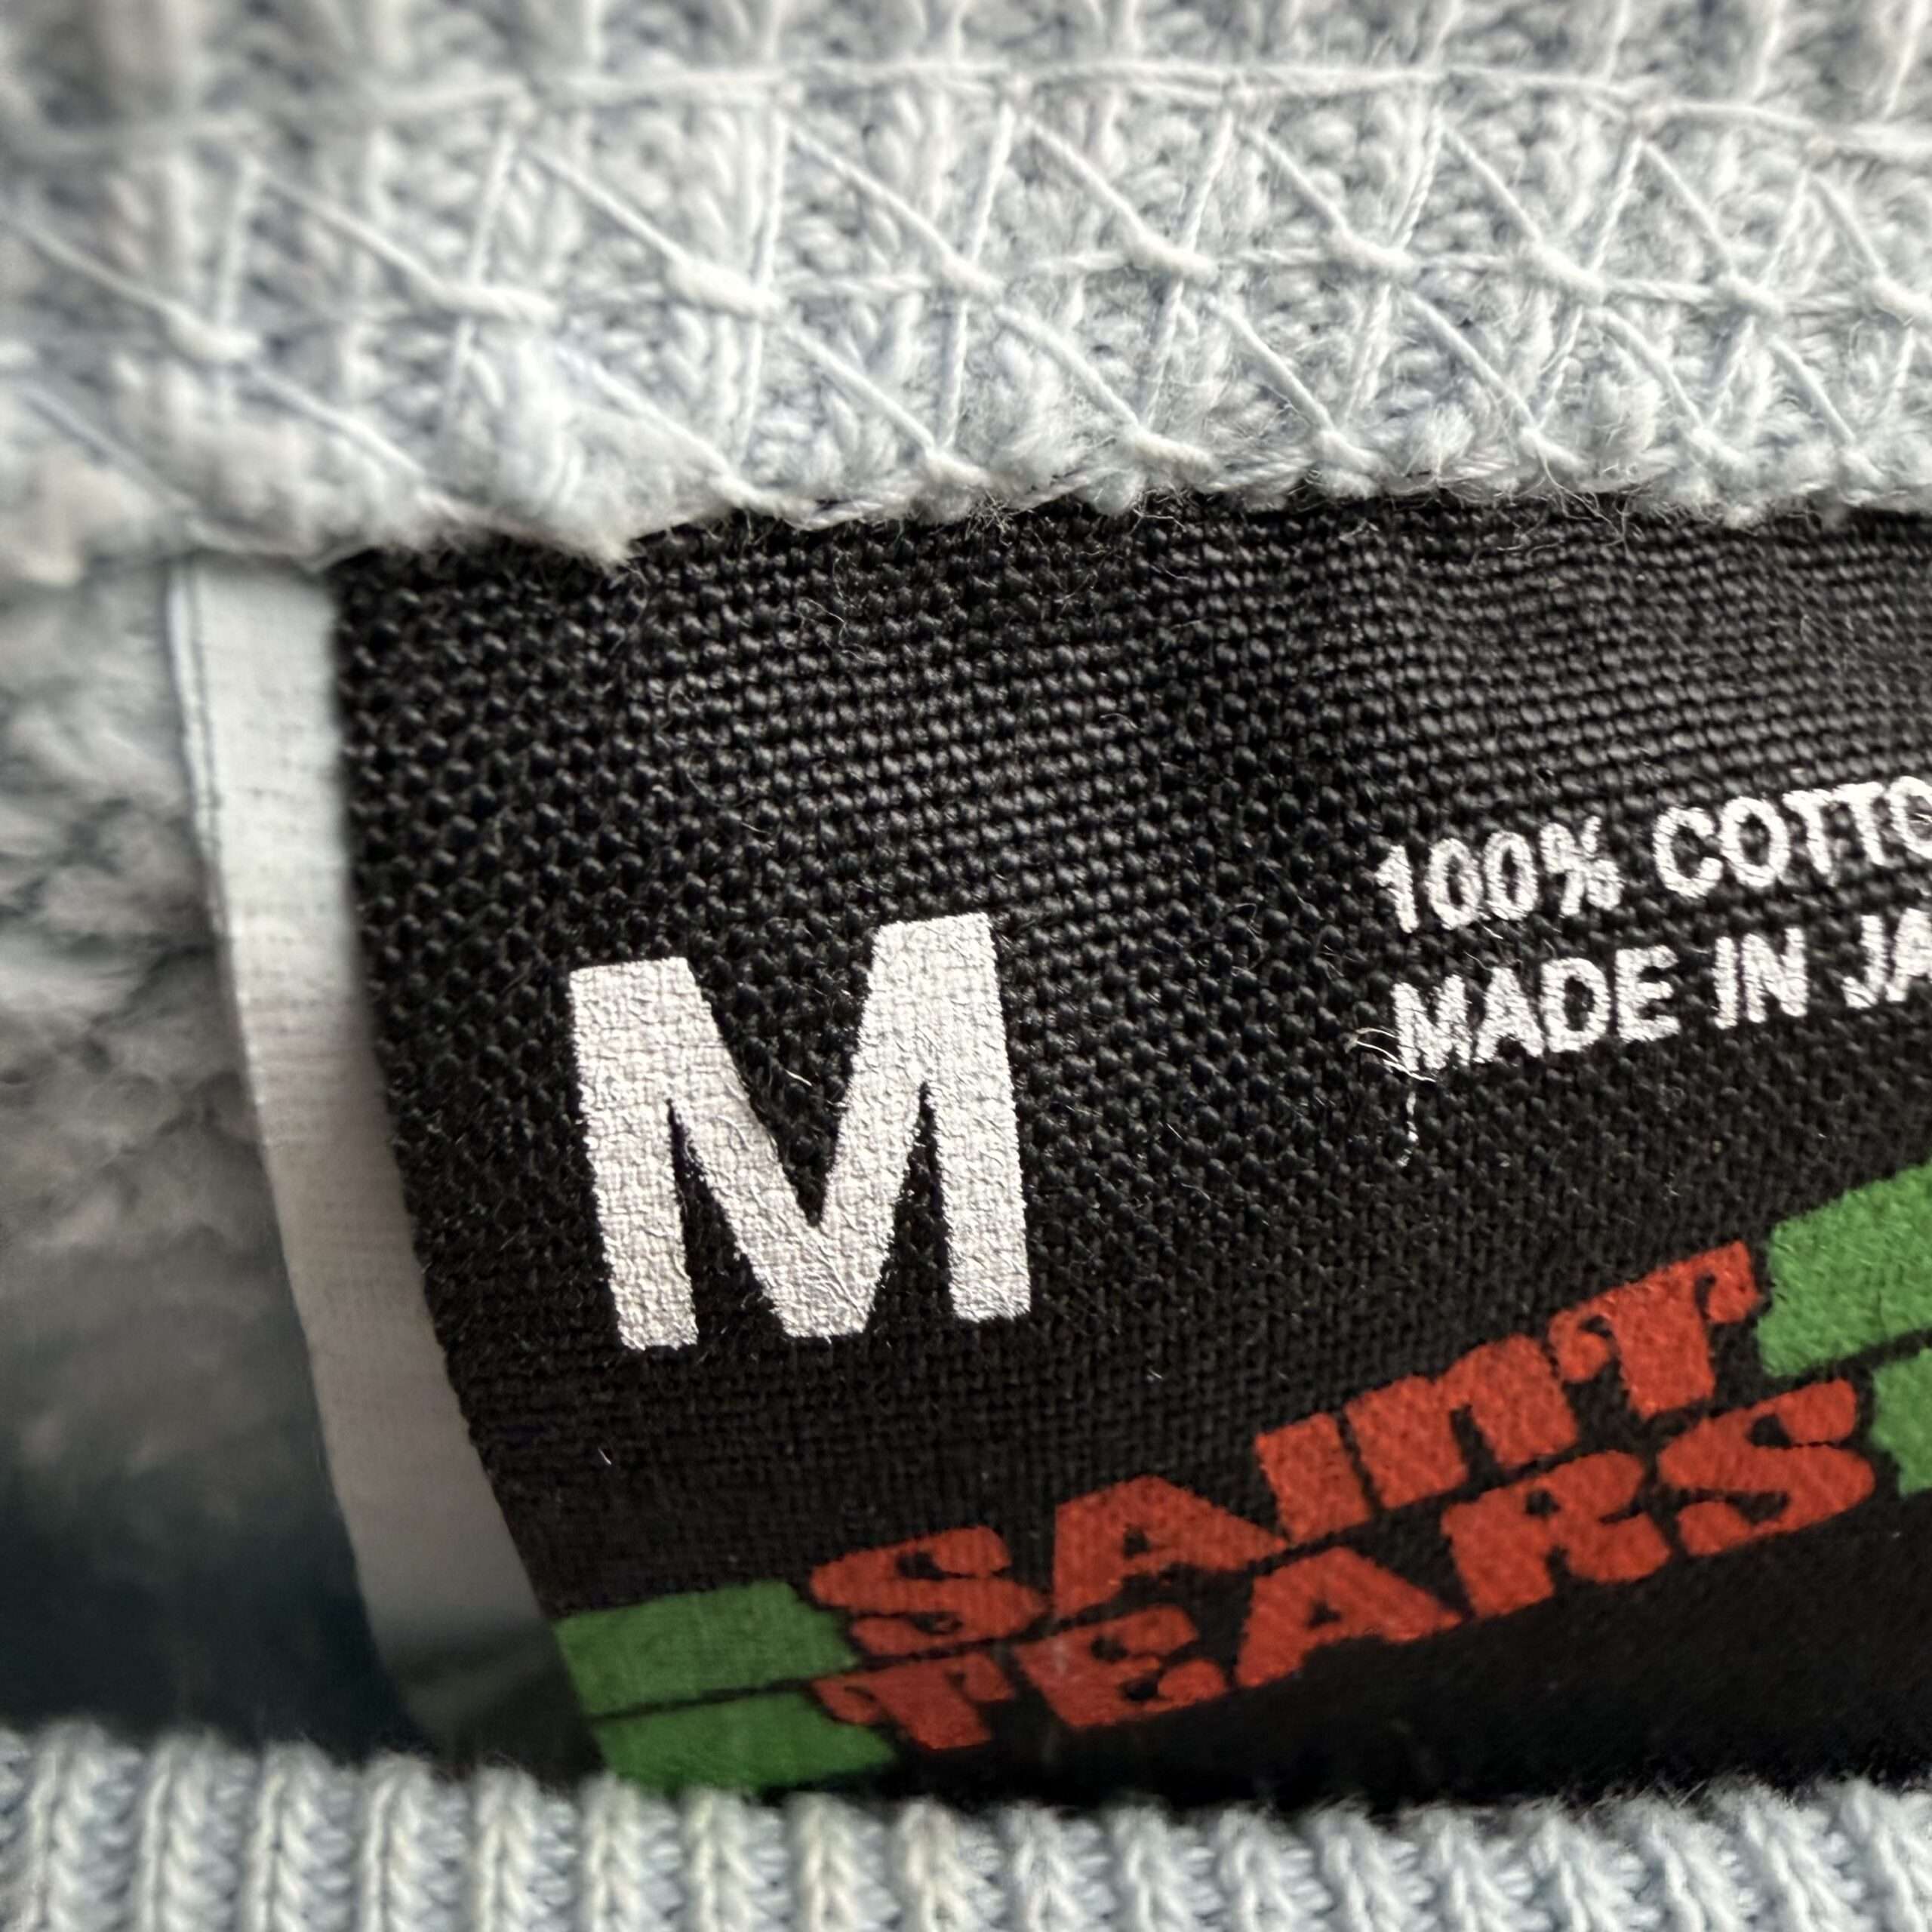 M
100% COTTO
MADE IN JA
SAINT
TEARS